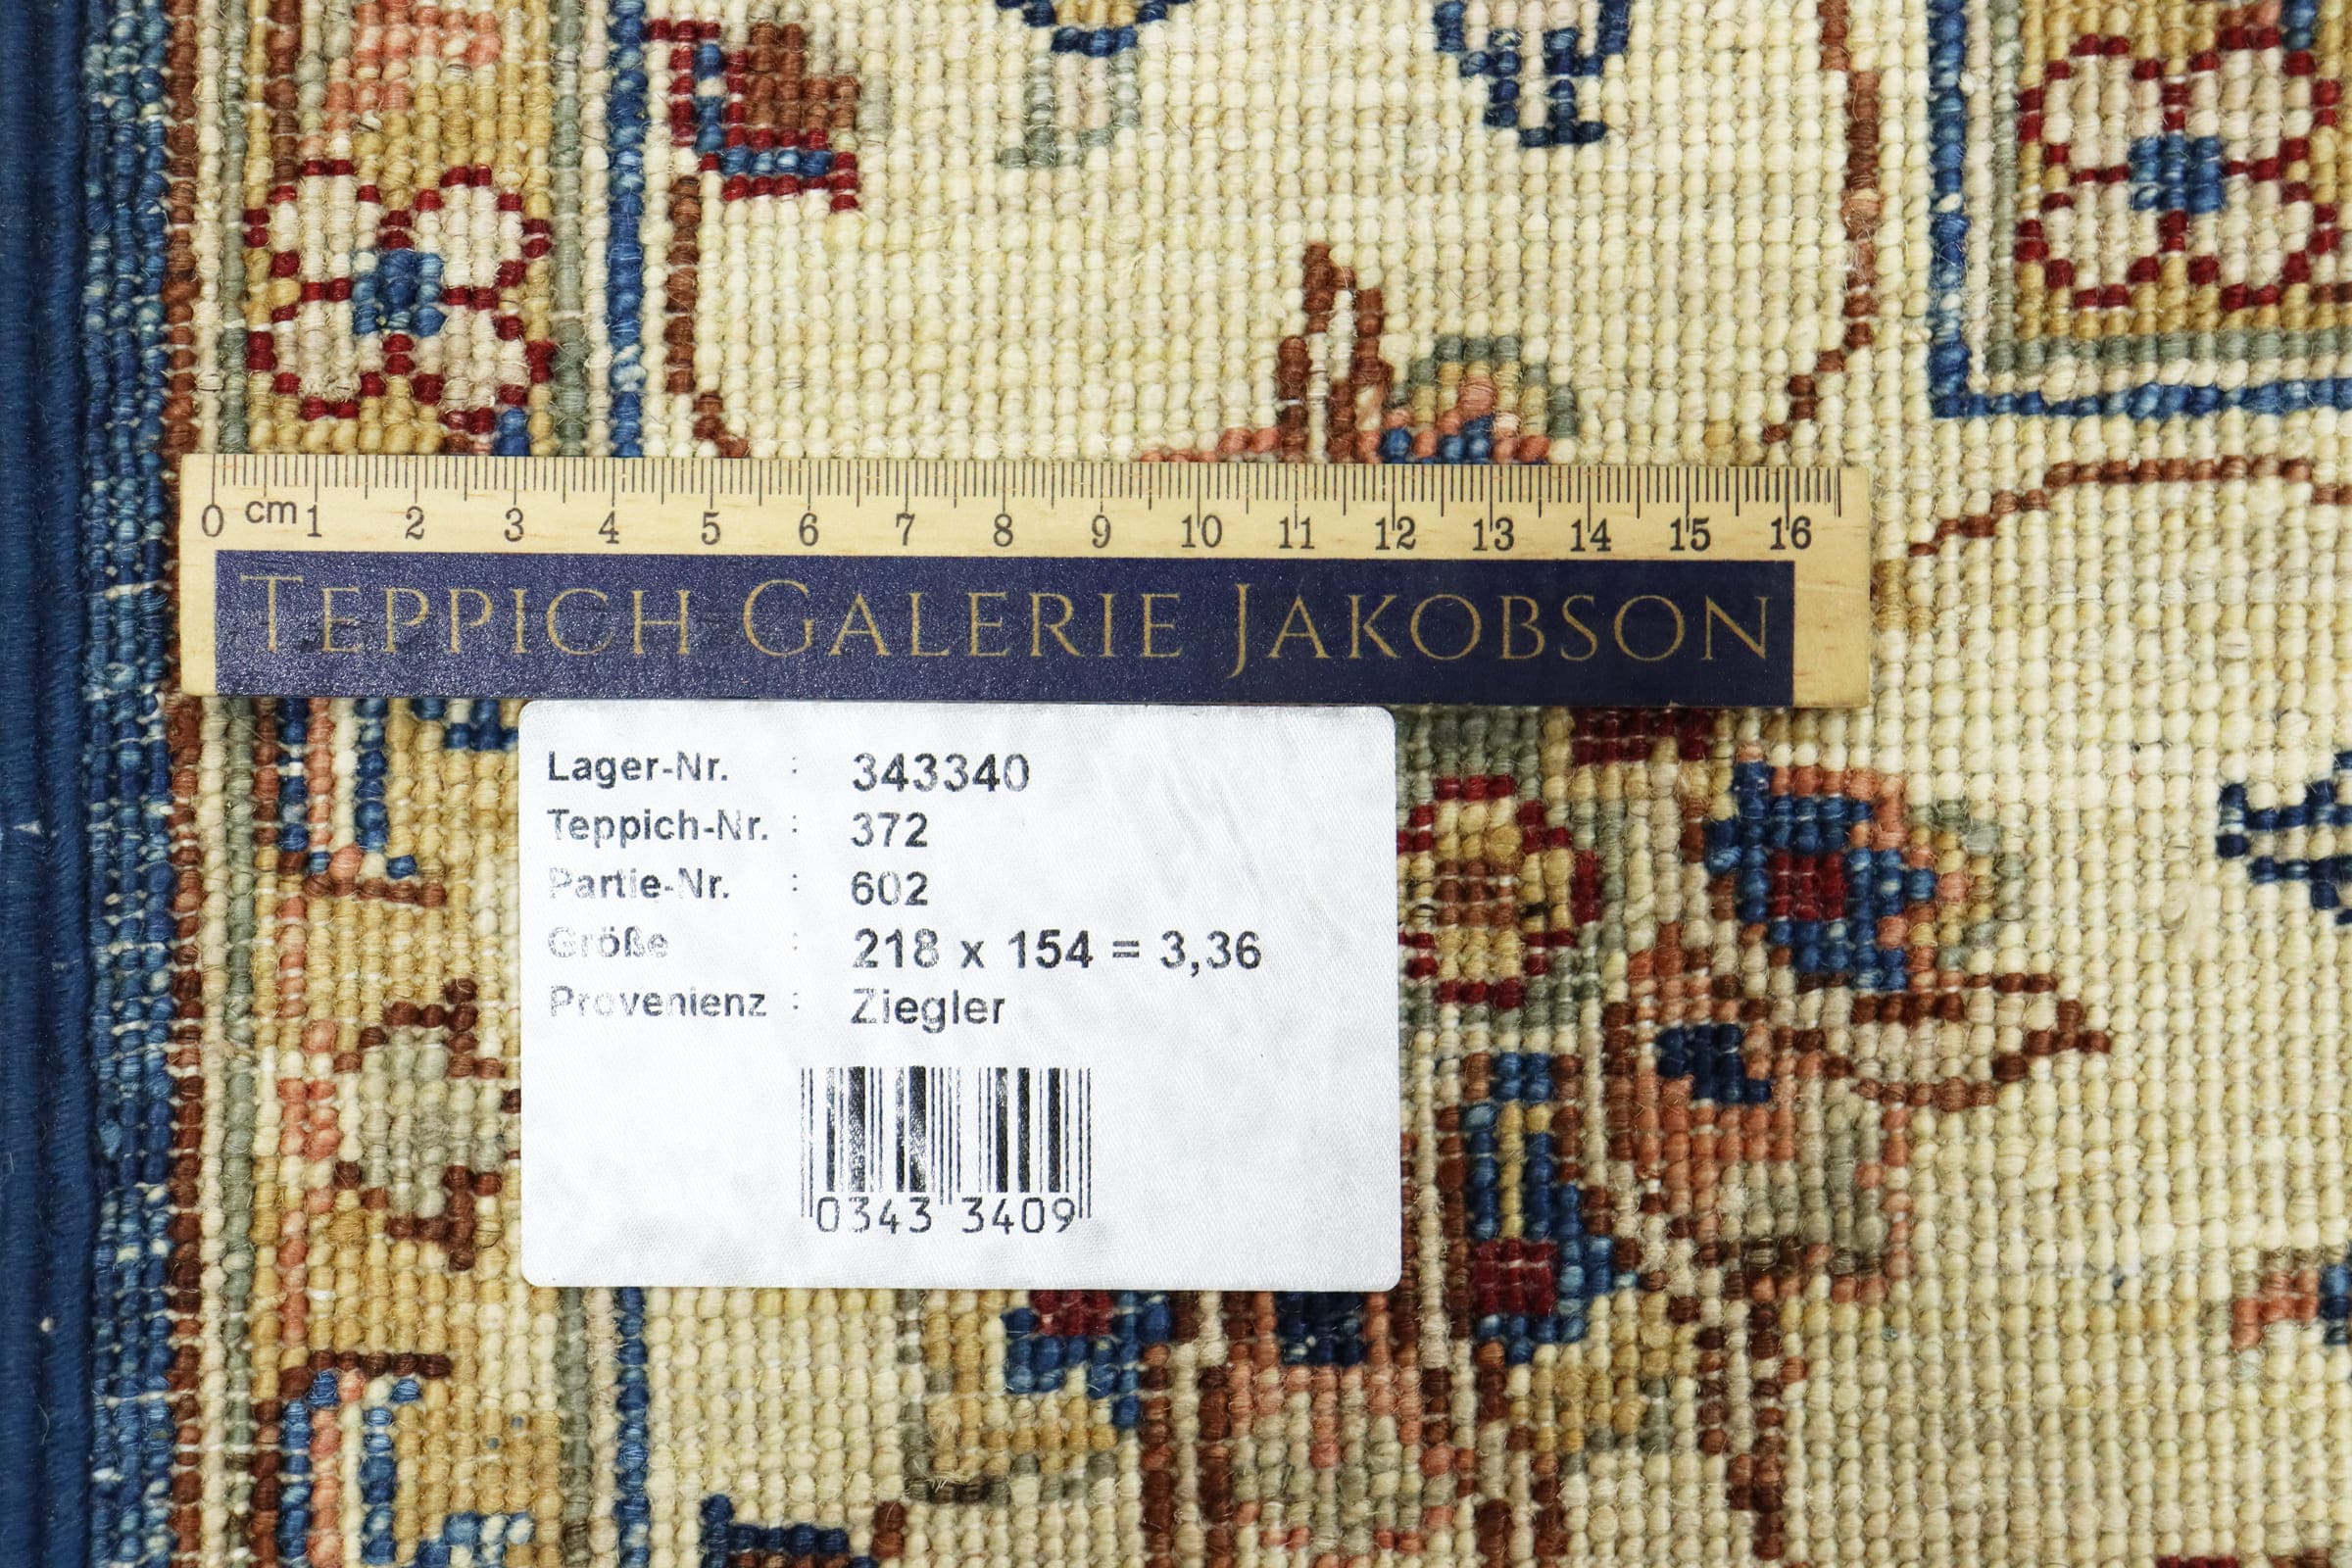 0 cm 1 2 3 4 5 6 7 8 9 10 11 12 13 14 15 16
TEPPICH GALERIE JAKOBSON
Lager-Nr. : 343340
Teppich-Nr. : 372
Partie-Nr. : 602
Größe : 218 x 154 = 3,36
Provenienz : Ziegler
0343 3409